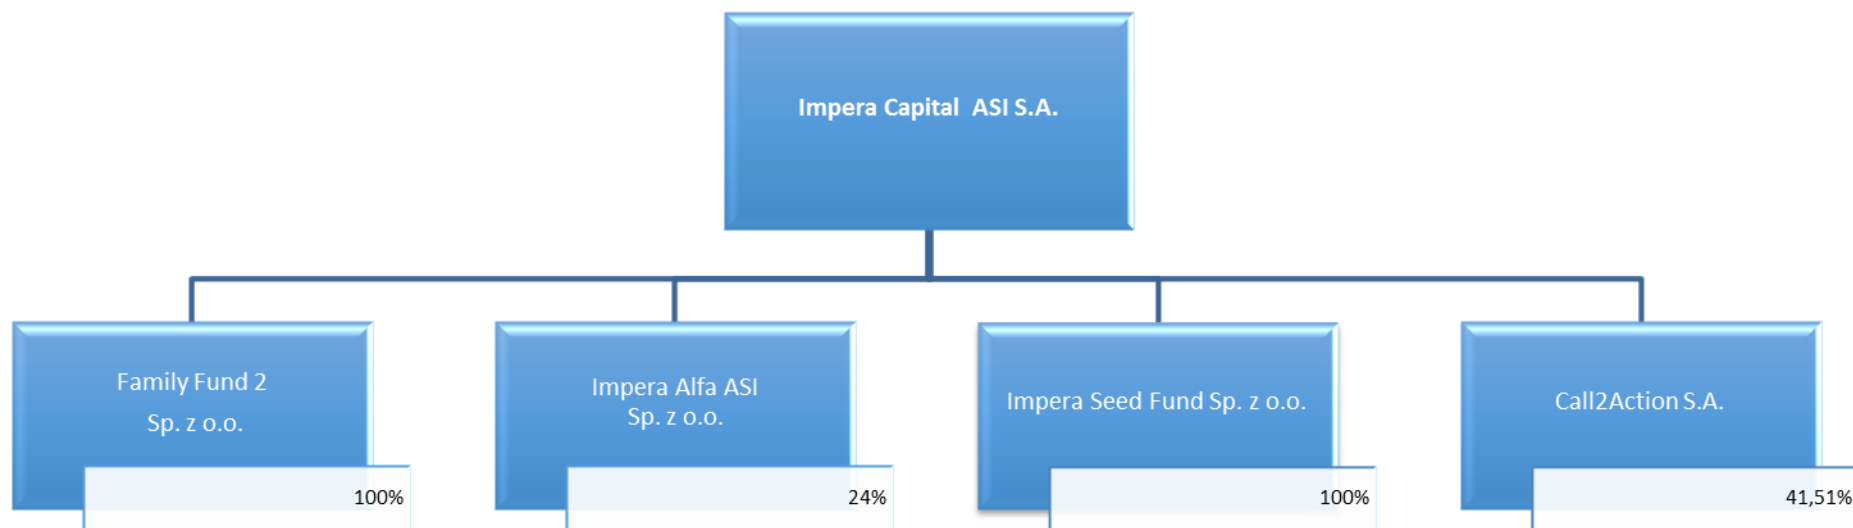 Impera Capital ASI S.A.
Family Fund 2
Sp. z o.o.
100%
Impera Alfa ASI
Sp. z o.o.
24%
Impera Seed Fund Sp. z o.o.
100%
Call2Action S.A.
41,51%